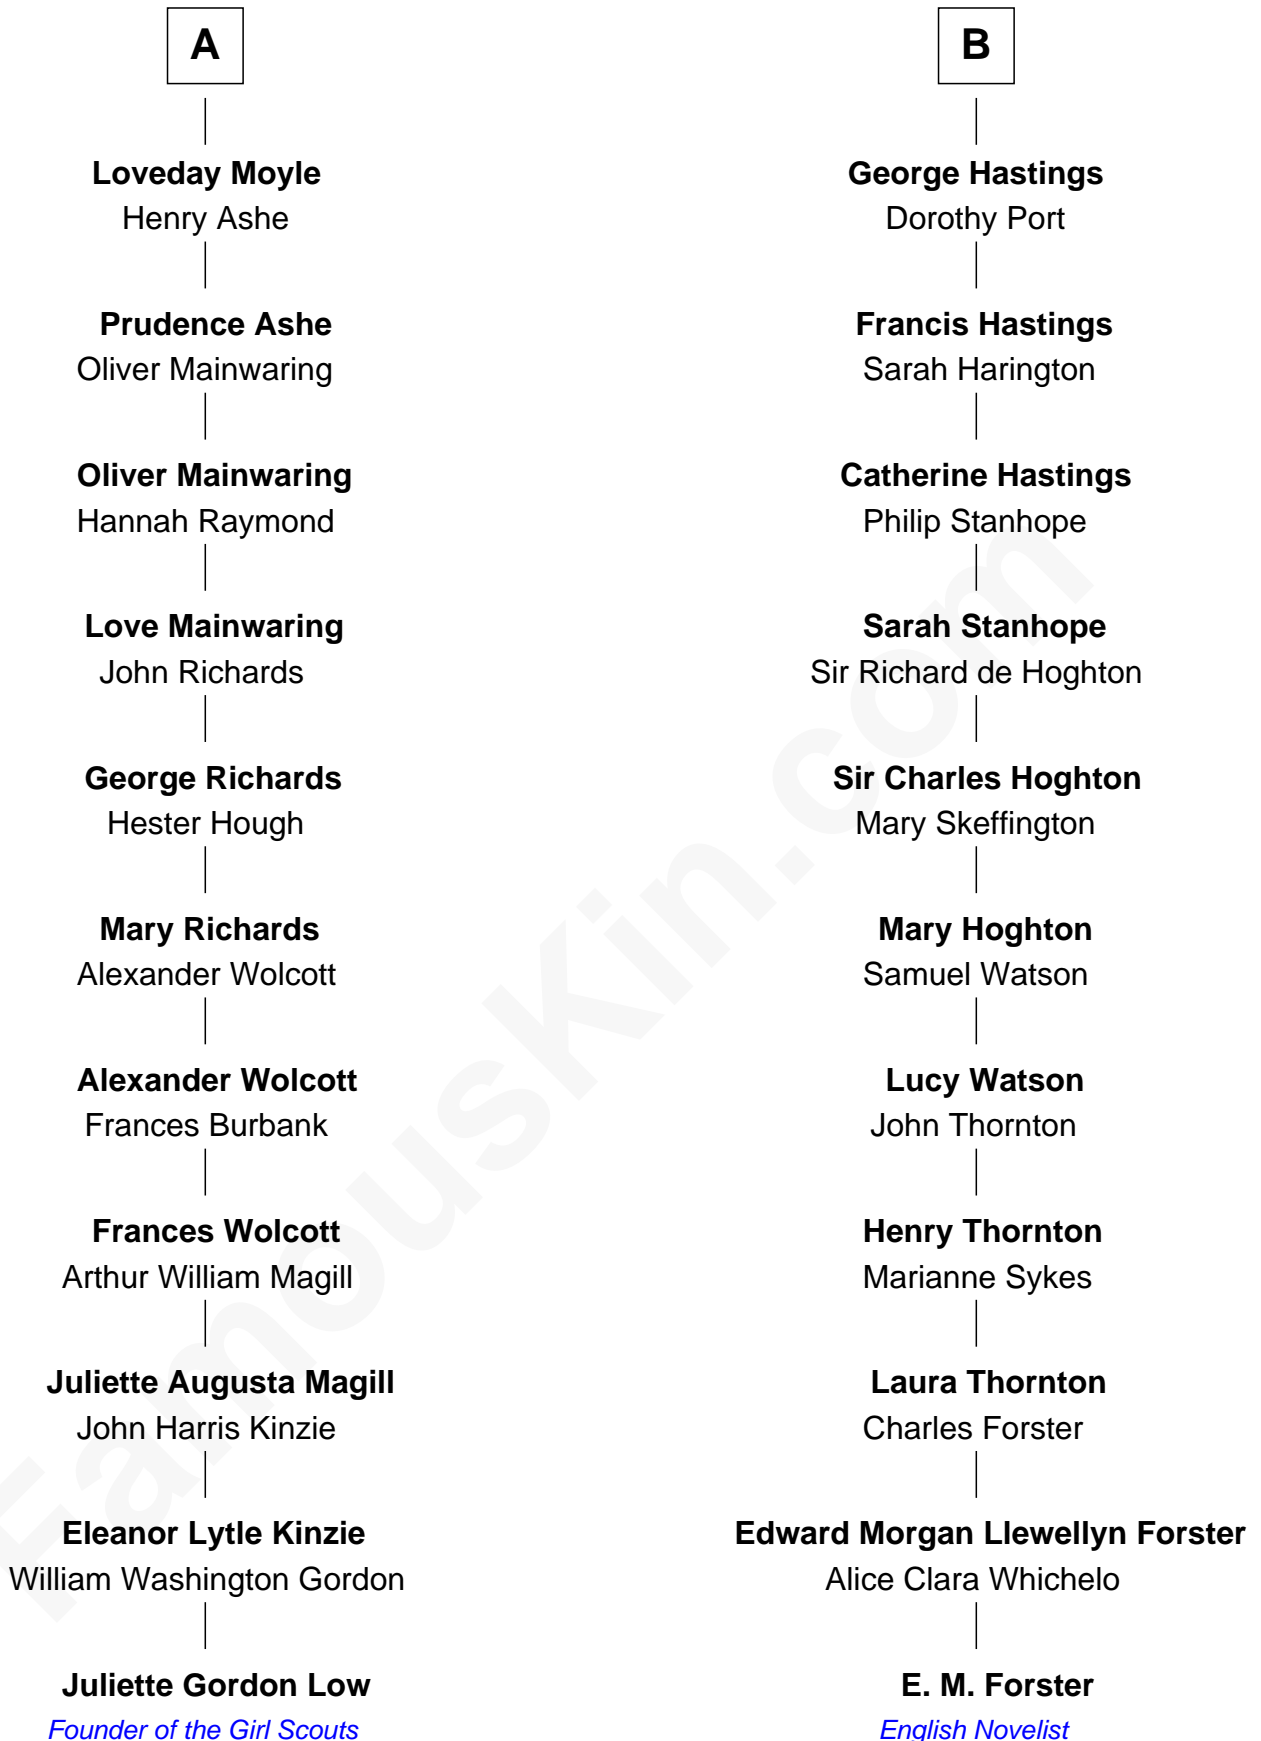 A
Loveday Moyle
Henry Ashe
Prudence Ashe
Oliver Mainwaring
Oliver Mainwaring
Hannah Raymond
Love Mainwaring
John Richards
George Richards
Hester Hough
Mary Richards
Alexander Wolcott
Alexander Wolcott
Frances Burbank
Frances Wolcott
Arthur William Magill
Juliette Augusta Magill
John Harris Kinzie
Eleanor Lytle Kinzie
William Washington Gordon
Juliette Gordon Low
Founder of the Girl Scouts
B
George Hastings
Dorothy Port
Francis Hastings
Sarah Harington
Catherine Hastings
Philip Stanhope
Sarah Stanhope
Sir Richard de Hoghton
Sir Charles Hoghton
Mary Skeffington
Mary Hoghton
Samuel Watson
Lucy Watson
John Thornton
Henry Thornton
Marianne Sykes
Laura Thornton
Charles Forster
Edward Morgan Llewellyn Forster
Alice Clara Whichelo
E. M. Forster
English Novelist
FamousKin.com